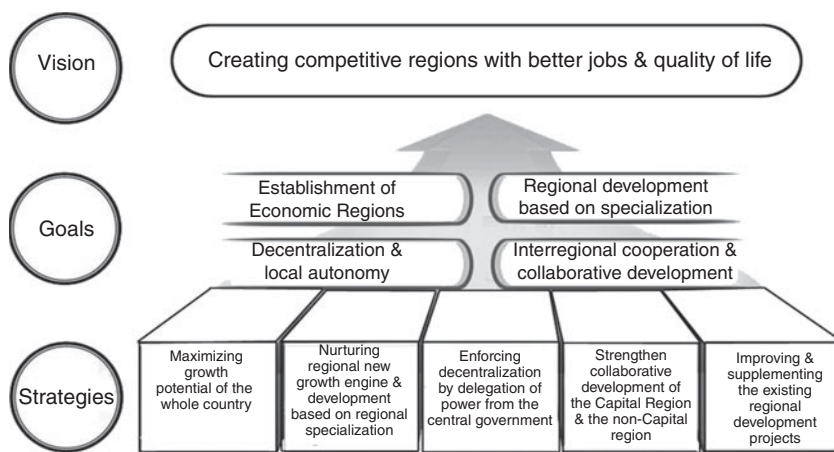 Vision
Creating competitive regions with better jobs & quality of life
Goals
Establishment of
Economic Regions
Regional development
based on specialization
Decentralization &
local autonomy
Interregional cooperation &
collaborative development
Strategies
Maximizing
growth
potential of the
whole country
Nurturing
regional new
growth engine &
development
based on regional
specialization
Enforcing
decentralization
by delegation of
power from the
central government
Strengthen
collaborative
development of
the Capital Region
& the non-Capital
region
Improving &
supplementing
the existing
regional
development
projects